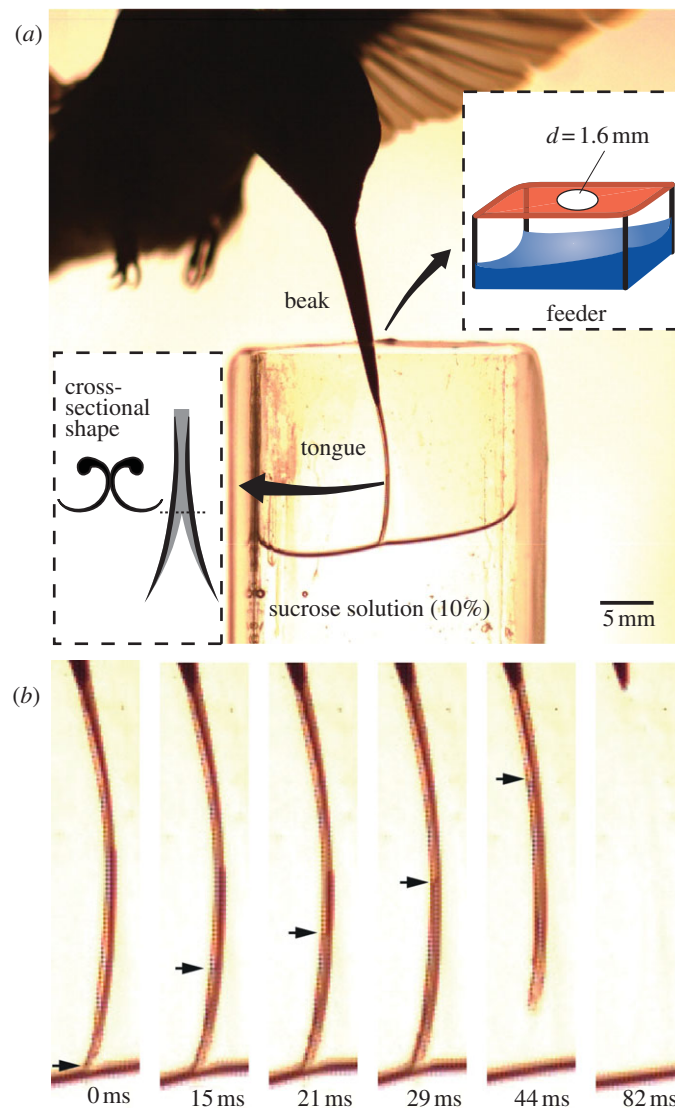 (a)
d = 1.6 mm
beak
feeder
cross-
sectional
shape
tongue
sucrose solution (10%)
5 mm
(b)
0 ms
15 ms
21 ms
29 ms
44 ms
82 ms